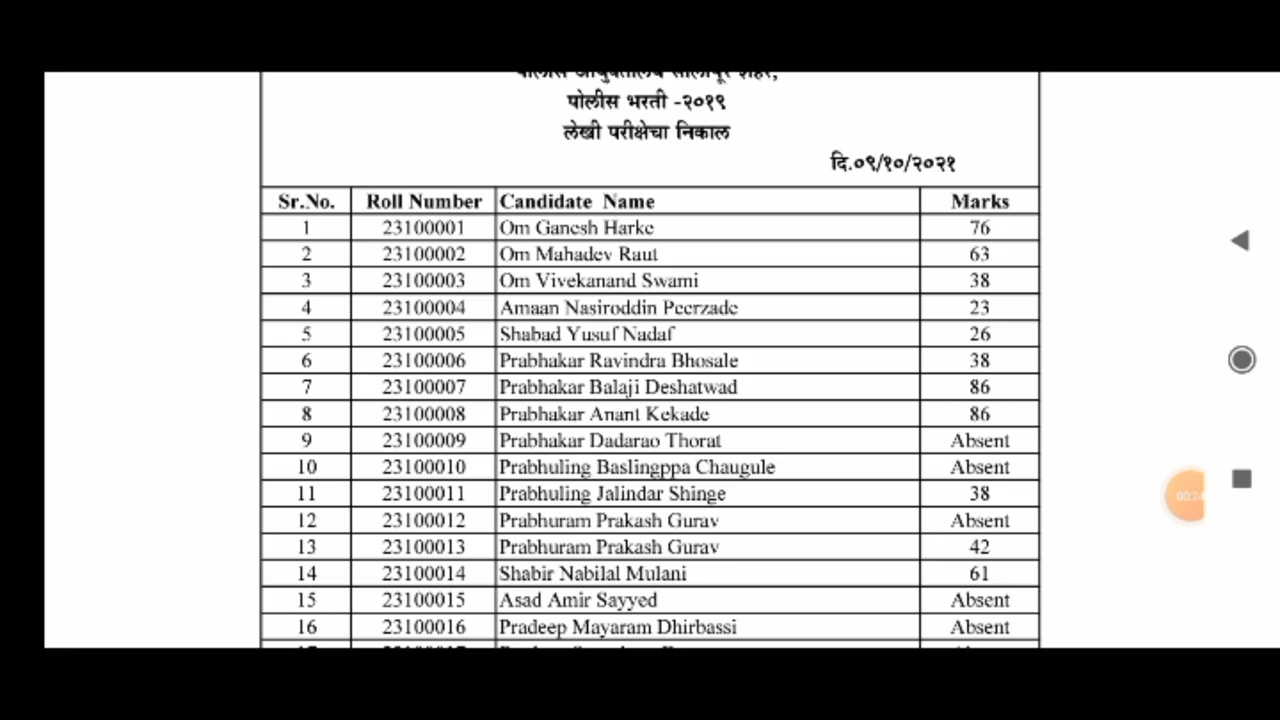 पोलीस आयुक्तालय सोलापूर शहर,
पोलीस भरती -२०१९
लेखी परीक्षेचा निकाल
दि.०९/१०/२०२१
Sr.No. Roll Number Candidate Name Marks
1 23100001 Om Ganesh Harke 76
2 23100002 Om Mahadev Raut 63
3 23100003 Om Vivekanand Swami 38
4 23100004 Amaan Nasiroddin Peerzade 23
5 23100005 Shabad Yusuf Nadaf 26
6 23100006 Prabhakar Ravindra Bhosale 38
7 23100007 Prabhakar Balaji Deshatwad 86
8 23100008 Prabhakar Anant Kekade 86
9 23100009 Prabhakar Dadarao Thorat Absent
10 23100010 Prabhuling Baslingppa Chaugule Absent
11 23100011 Prabhuling Jalindar Shinge 38
12 23100012 Prabhuram Prakash Gurav Absent
13 23100013 Prabhuram Prakash Gurav 42
14 23100014 Shabir Nabilal Mulani 61
15 23100015 Asad Amir Sayyed Absent
16 23100016 Pradeep Mayaram Dhirbassi Absent